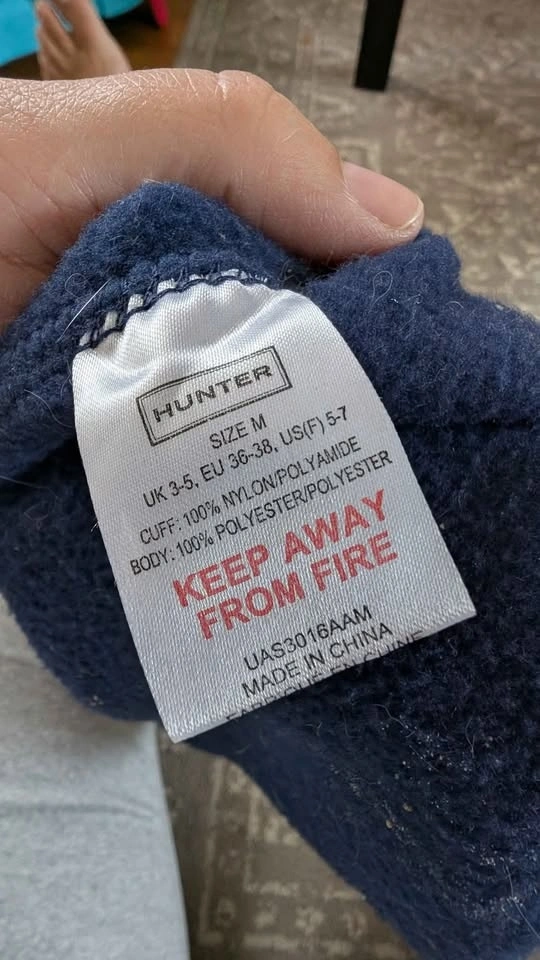 HUNTER
SIZE M
UK 3-5, EU 36-38, US(F) 5-7
CUFF: 100% NYLON/POLYAMIDE
BODY: 100% POLYESTER/POLYESTER
KEEP AWAY
FROM FIRE
UAS3016AAM
MADE IN CHINA